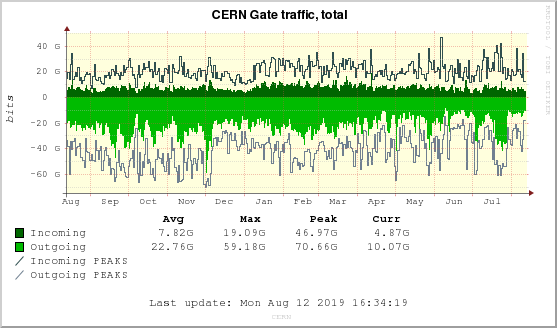 CERN Gate traffic, total
40 G
20 G
0
-20 G
-40 G
-60 G
bits
Aug Sep Oct Nov Dec Jan Feb Mar Apr May Jun Jul
Avg Max Peak Curr
Incoming 7.82G 19.09G 46.97G 4.87G
Outgoing 22.76G 59.18G 70.66G 10.07G
Incoming PEAKS
Outgoing PEAKS
Last update: Mon Aug 12 2019 16:34:19
CERN
RRDTOOL / TOBI OETIKER